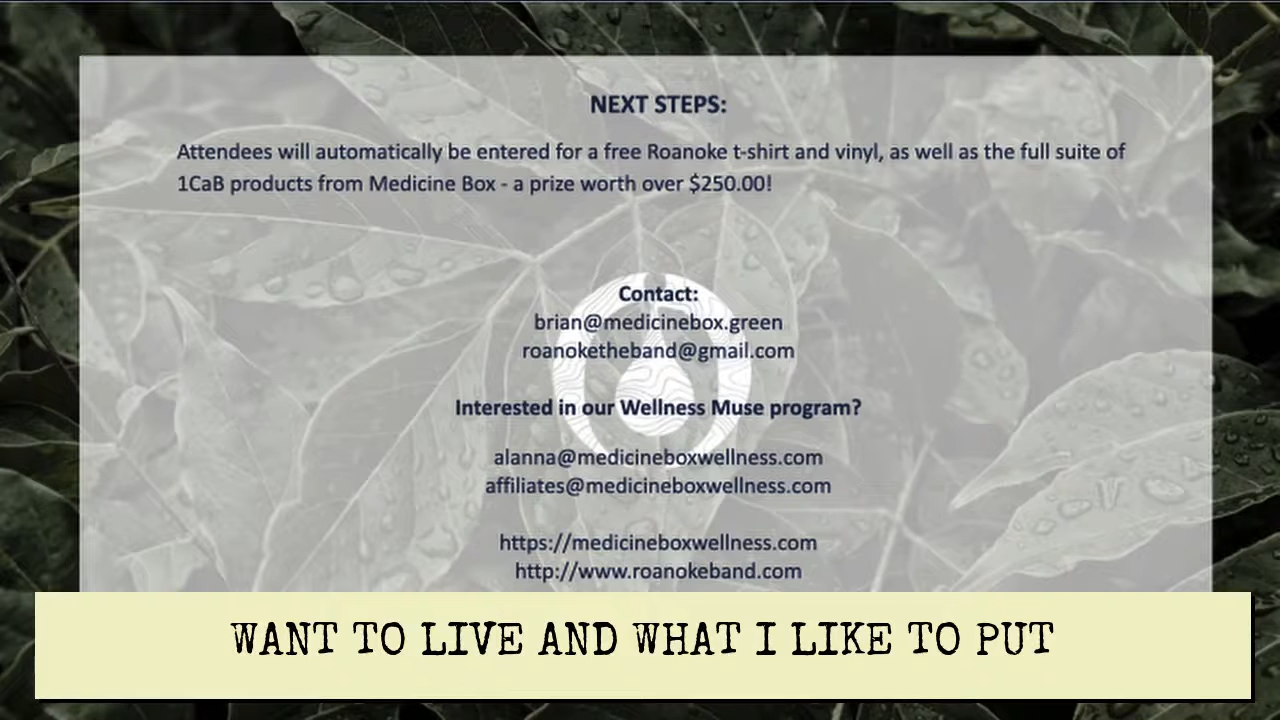 NEXT STEPS:
Attendees will automatically be entered for a free Roanoke t-shirt and vinyl, as well as the full suite of
1CaB products from Medicine Box - a prize worth over $250.00!
Contact:
brian@medicinebox.green
roanoketheband@gmail.com
Interested in our Wellness Muse program?
alanna@medicineboxwellness.com
affiliates@medicineboxwellness.com
https://medicineboxwellness.com
http://www.roanokeband.com
WANT TO LIVE AND WHAT I LIKE TO PUT